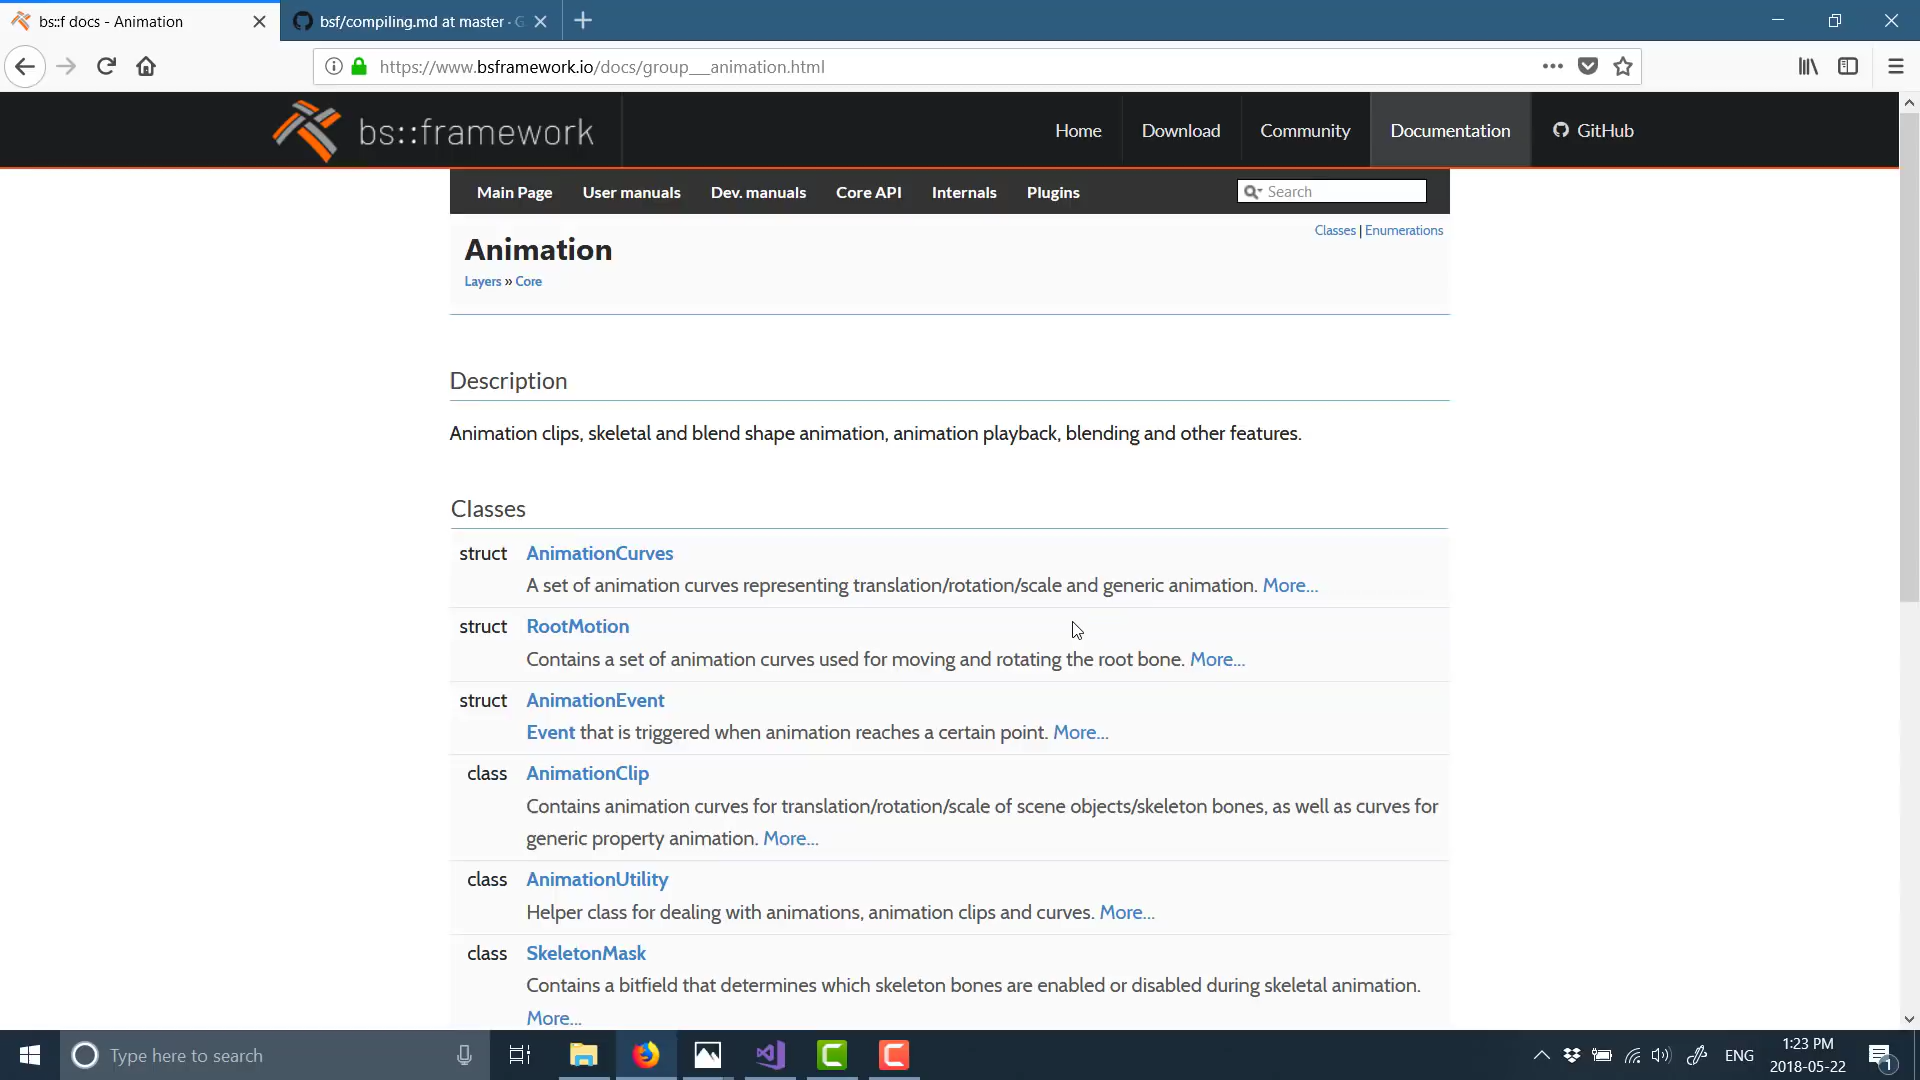 bs::f docs - Animation
bsf/compiling.md at master · G
https://www.bsframework.io/docs/group__animation.html
bs::framework
Home
Download
Community
Documentation
GitHub
Main Page
User manuals
Dev. manuals
Core API
Internals
Plugins
Search
Animation
Classes | Enumerations
Layers » Core
Description
Animation clips, skeletal and blend shape animation, animation playback, blending and other features.
Classes
struct AnimationCurves
A set of animation curves representing translation/rotation/scale and generic animation. More...
struct RootMotion
Contains a set of animation curves used for moving and rotating the root bone. More...
struct AnimationEvent
Event that is triggered when animation reaches a certain point. More...
class AnimationClip
Contains animation curves for translation/rotation/scale of scene objects/skeleton bones, as well as curves for
generic property animation. More...
class AnimationUtility
Helper class for dealing with animations, animation clips and curves. More...
class SkeletonMask
Contains a bitfield that determines which skeleton bones are enabled or disabled during skeletal animation.
More...
Type here to search
ENG
1:23 PM
2018-05-22
1